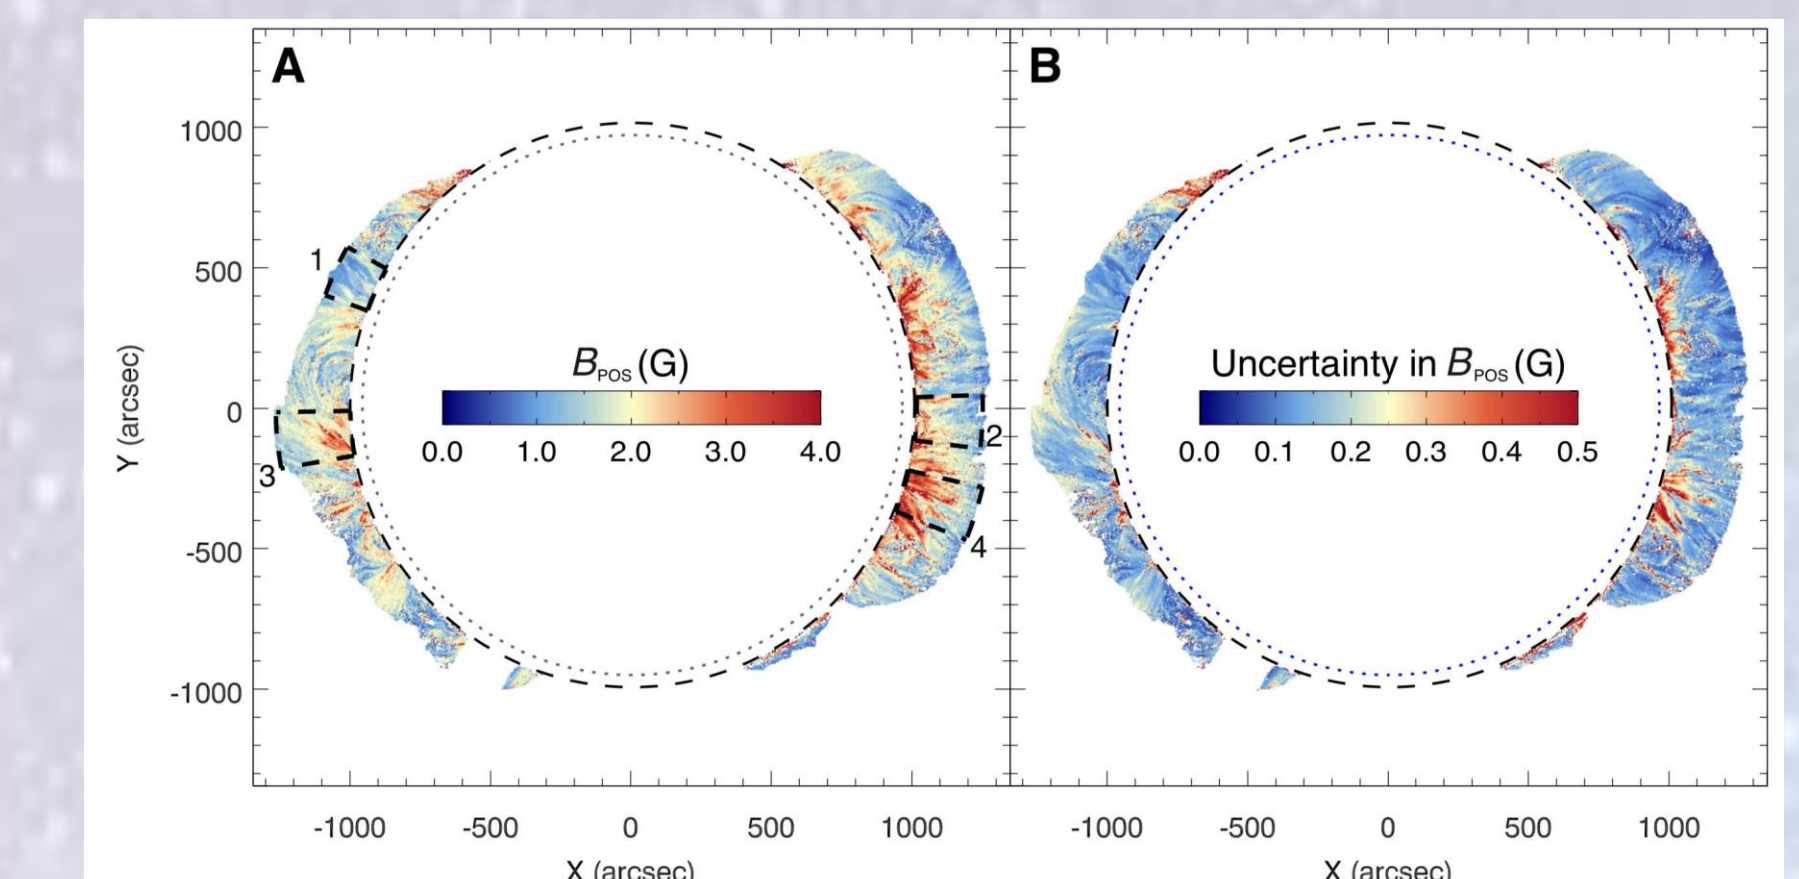 A
B
1000
500
0
-500
-1000
Y (arcsec)
1
2
3
4
B_POS (G)
0.0 1.0 2.0 3.0 4.0
Uncertainty in B_POS (G)
0.0 0.1 0.2 0.3 0.4 0.5
-1000 -500 0 500 1000
-1000 -500 0 500 1000
X (arcsec)
X (arcsec)